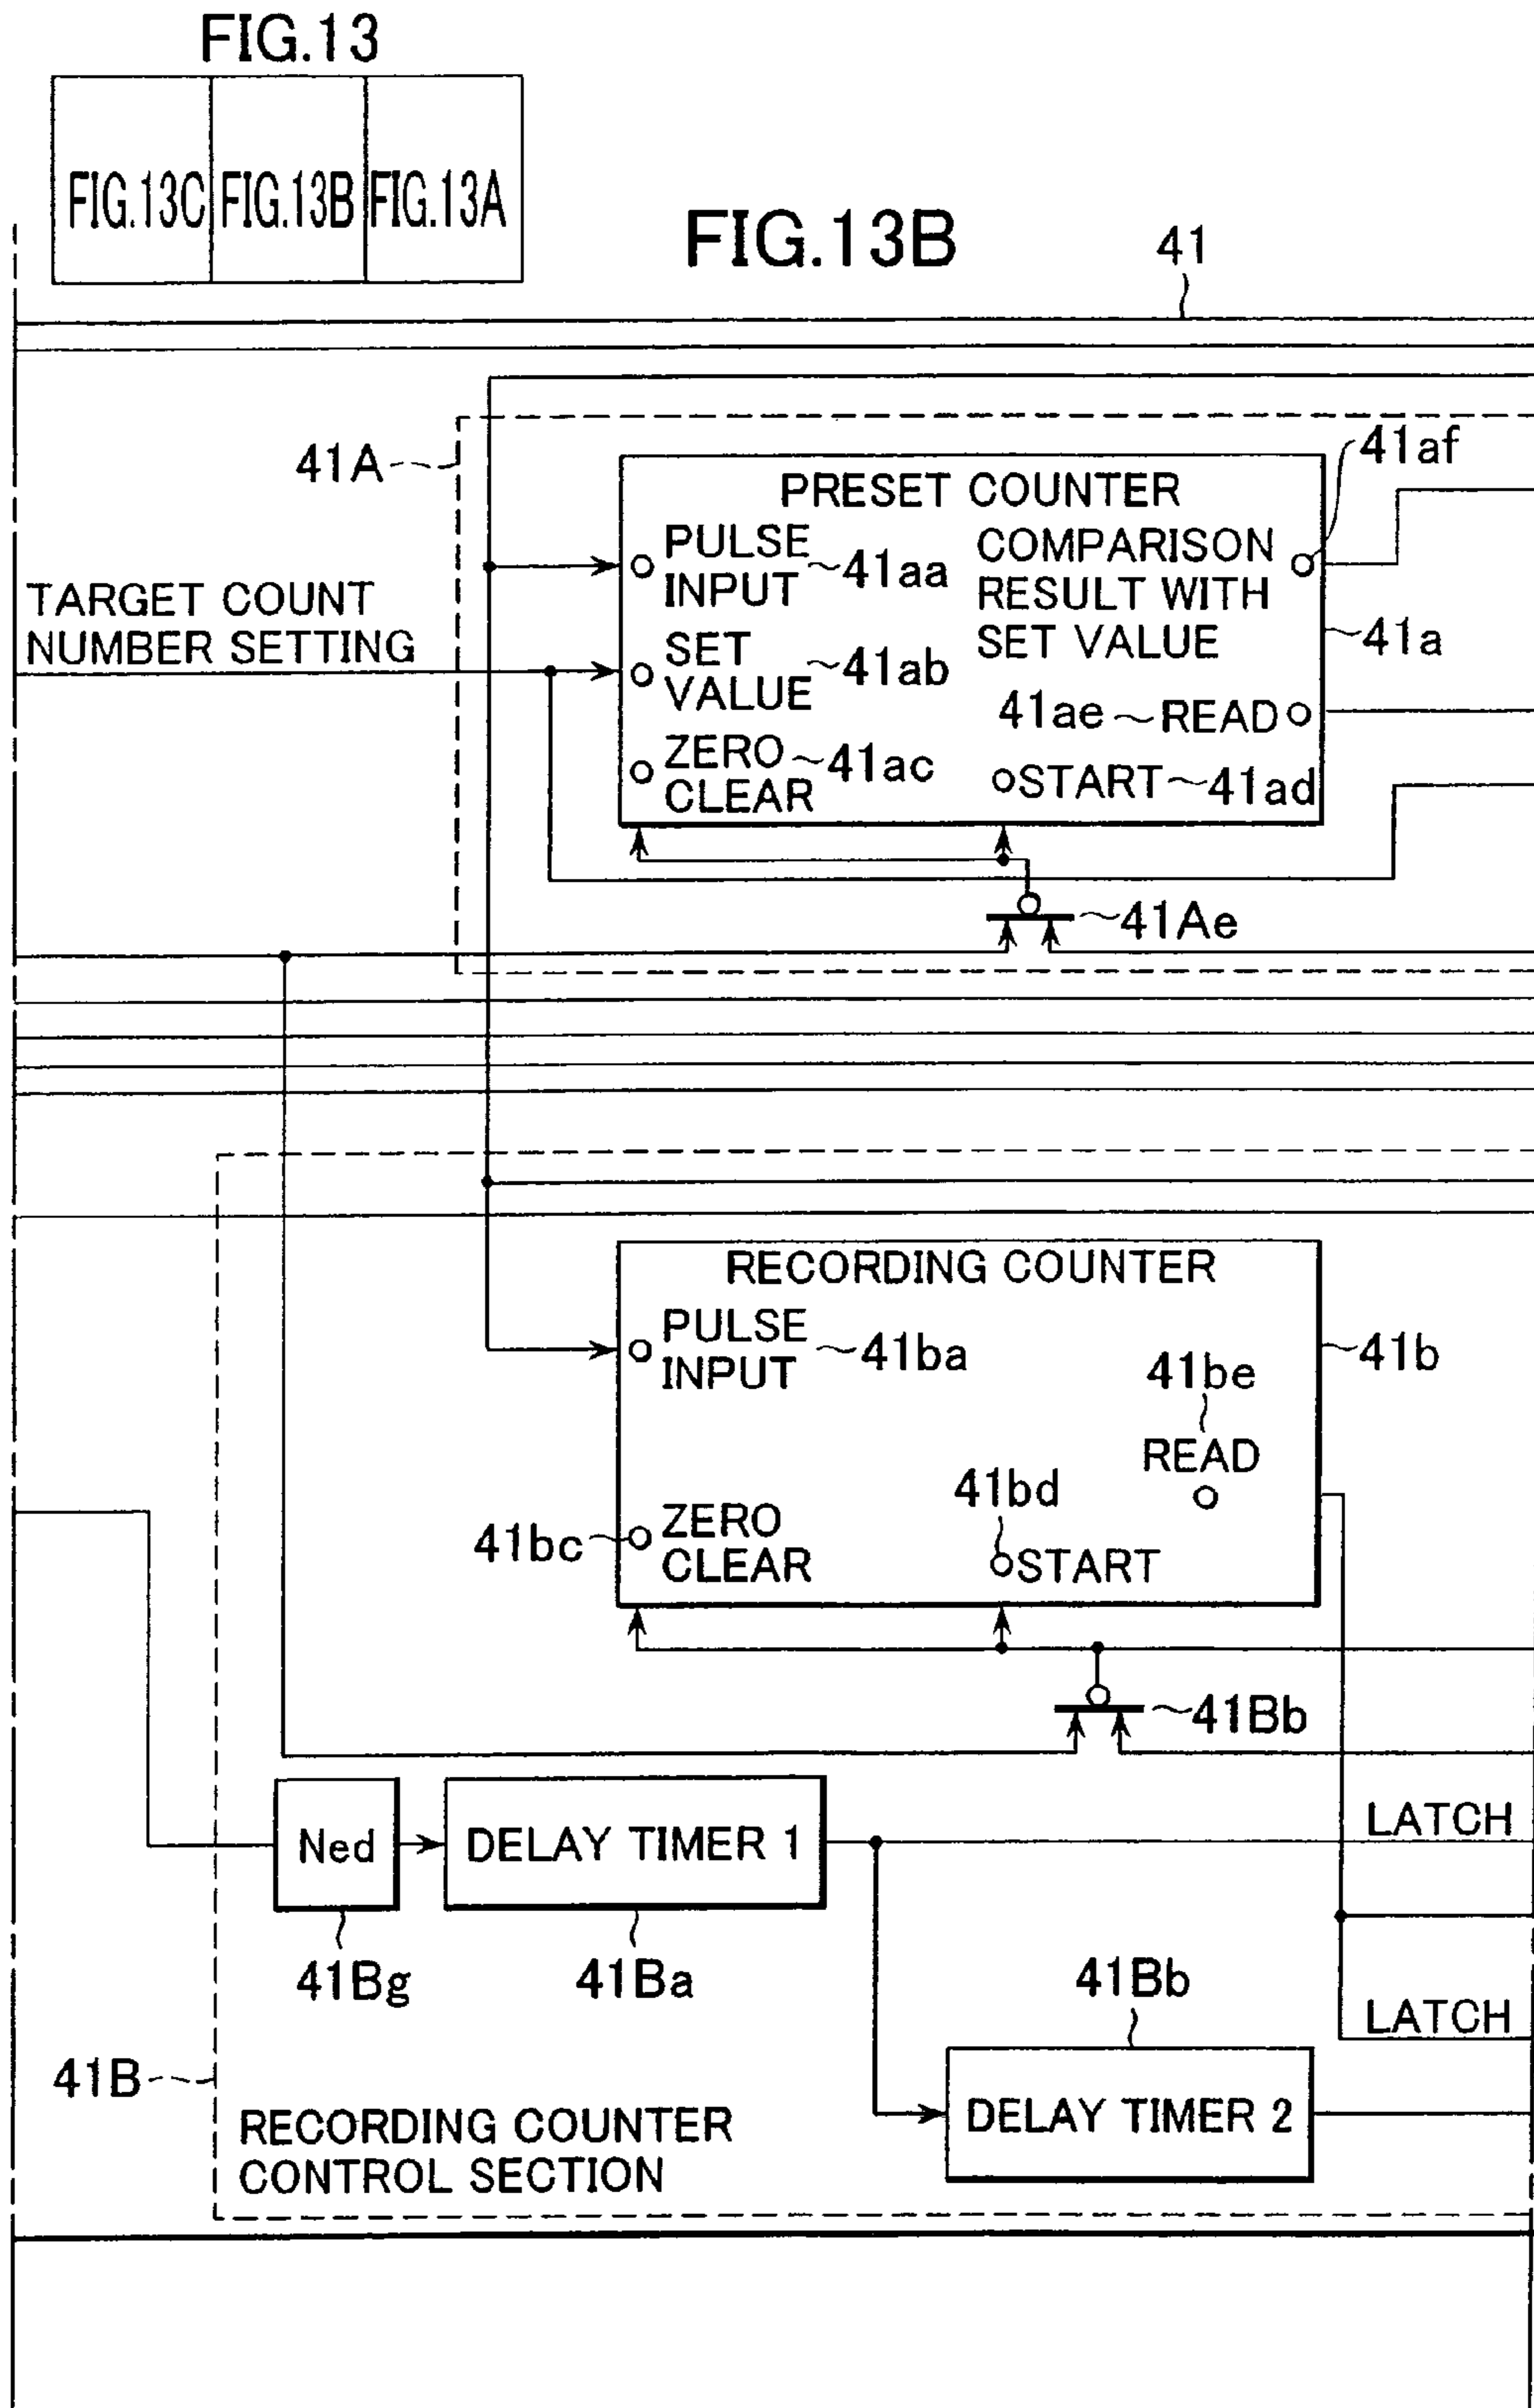 FIG.13
FIG.13C FIG.13B FIG.13A
FIG.13B
41
41A
41af
PRESET COUNTER
PULSE
INPUT
41aa
COMPARISON
RESULT WITH
SET VALUE
TARGET COUNT
NUMBER SETTING
41a
SET
VALUE
41ab
41ae
READ
ZERO
CLEAR
41ac
START
41ad
41Ae
RECORDING COUNTER
PULSE
INPUT
41ba
41b
41be
READ
41bd
41bc
ZERO
CLEAR
START
41Bb
LATCH
Ned
DELAY TIMER 1
41Bg
41Ba
41Bb
LATCH
41B
DELAY TIMER 2
RECORDING COUNTER
CONTROL SECTION